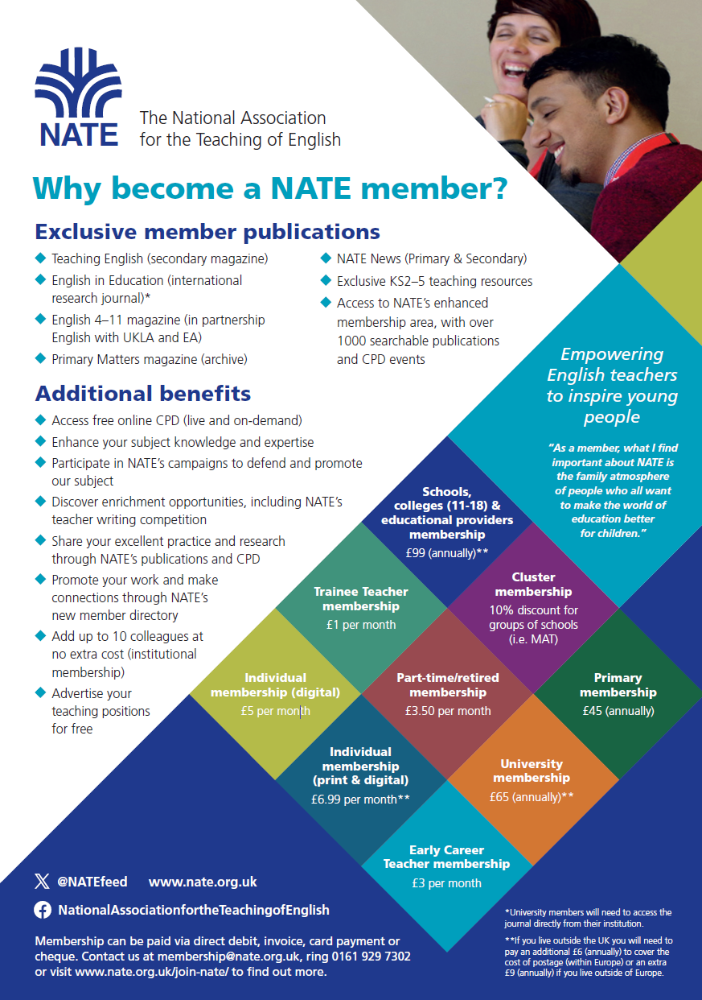 NATE
The National Association
for the Teaching of English
Why become a NATE member?
Exclusive member publications
Teaching English (secondary magazine)
English in Education (international
research journal)*
English 4–11 magazine (in partnership
English with UKLA and EA)
Primary Matters magazine (archive)
NATE News (Primary & Secondary)
Exclusive KS2–5 teaching resources
Access to NATE’s enhanced
membership area, with over
1000 searchable publications
and CPD events
Additional benefits
Access free online CPD (live and on-demand)
Enhance your subject knowledge and expertise
Participate in NATE’s campaigns to defend and promote
our subject
Discover enrichment opportunities, including NATE’s
teacher writing competition
Share your excellent practice and research
through NATE’s publications and CPD
Promote your work and make
connections through NATE’s
new member directory
Add up to 10 colleagues at
no extra cost (institutional
membership)
Advertise your
teaching positions
for free
Empowering
English teachers
to inspire young
people
“As a member, what I find
important about NATE is
the family atmosphere
of people who all want
to make the world of
education better
for children.”
Schools,
colleges (11-18) &
educational providers
membership
£99 (annually)**
Trainee Teacher
membership
£1 per month
Cluster
membership
10% discount for
groups of schools
(i.e. MAT)
Individual
membership (digital)
£5 per month
Part-time/retired
membership
£3.50 per month
Primary
membership
£45 (annually)
Individual
membership
(print & digital)
£6.99 per month**
University
membership
£65 (annually)**
Early Career
Teacher membership
£3 per month
@NATEfeed www.nate.org.uk
NationalAssociationfortheTeachingofEnglish
Membership can be paid via direct debit, invoice, card payment or
cheque. Contact us at membership@nate.org.uk, ring 0161 929 7302
or visit www.nate.org.uk/join-nate/ to find out more.
*University members will need to access the
journal directly from their institution.
**If you live outside the UK you will need to
pay an additional £6 (annually) to cover the
cost of postage (within Europe) or an extra
£9 (annually) if you live outside of Europe.